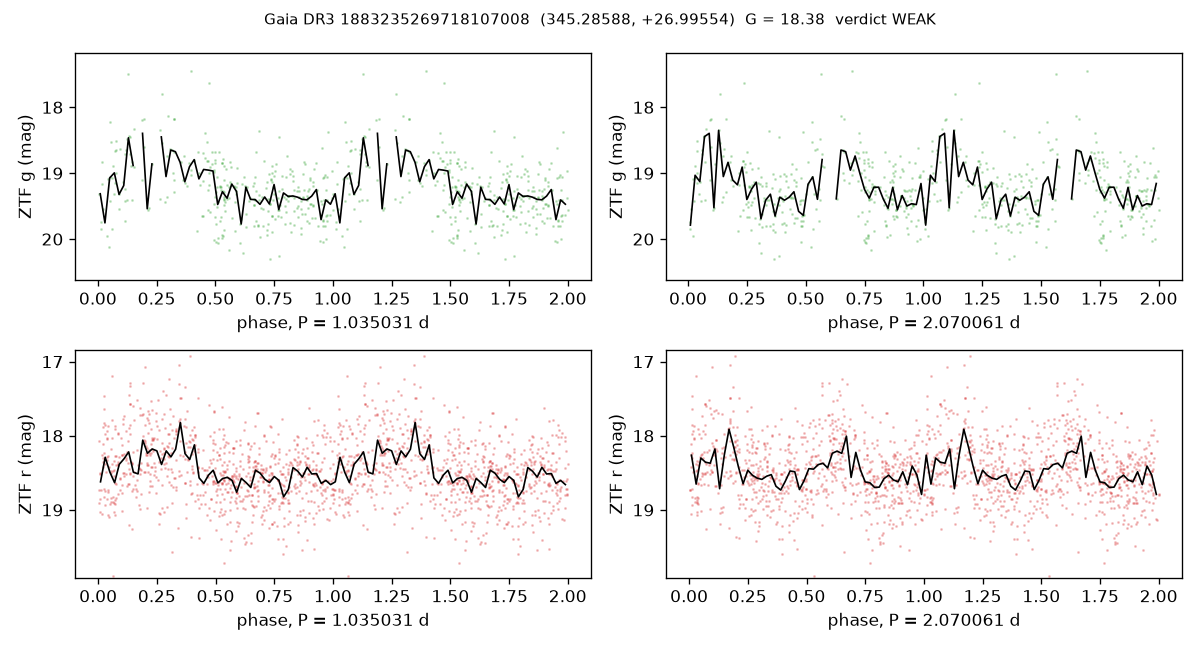 Gaia DR3 1883235269718107008 (345.28588, +26.99554) G = 18.38 verdict WEAK
ZTF g (mag)
18
19
20
0.00 0.25 0.50 0.75 1.00 1.25 1.50 1.75 2.00
phase, P = 1.035031 d
ZTF g (mag)
18
19
20
0.00 0.25 0.50 0.75 1.00 1.25 1.50 1.75 2.00
phase, P = 2.070061 d
ZTF r (mag)
17
18
19
0.00 0.25 0.50 0.75 1.00 1.25 1.50 1.75 2.00
phase, P = 1.035031 d
ZTF r (mag)
17
18
19
0.00 0.25 0.50 0.75 1.00 1.25 1.50 1.75 2.00
phase, P = 2.070061 d